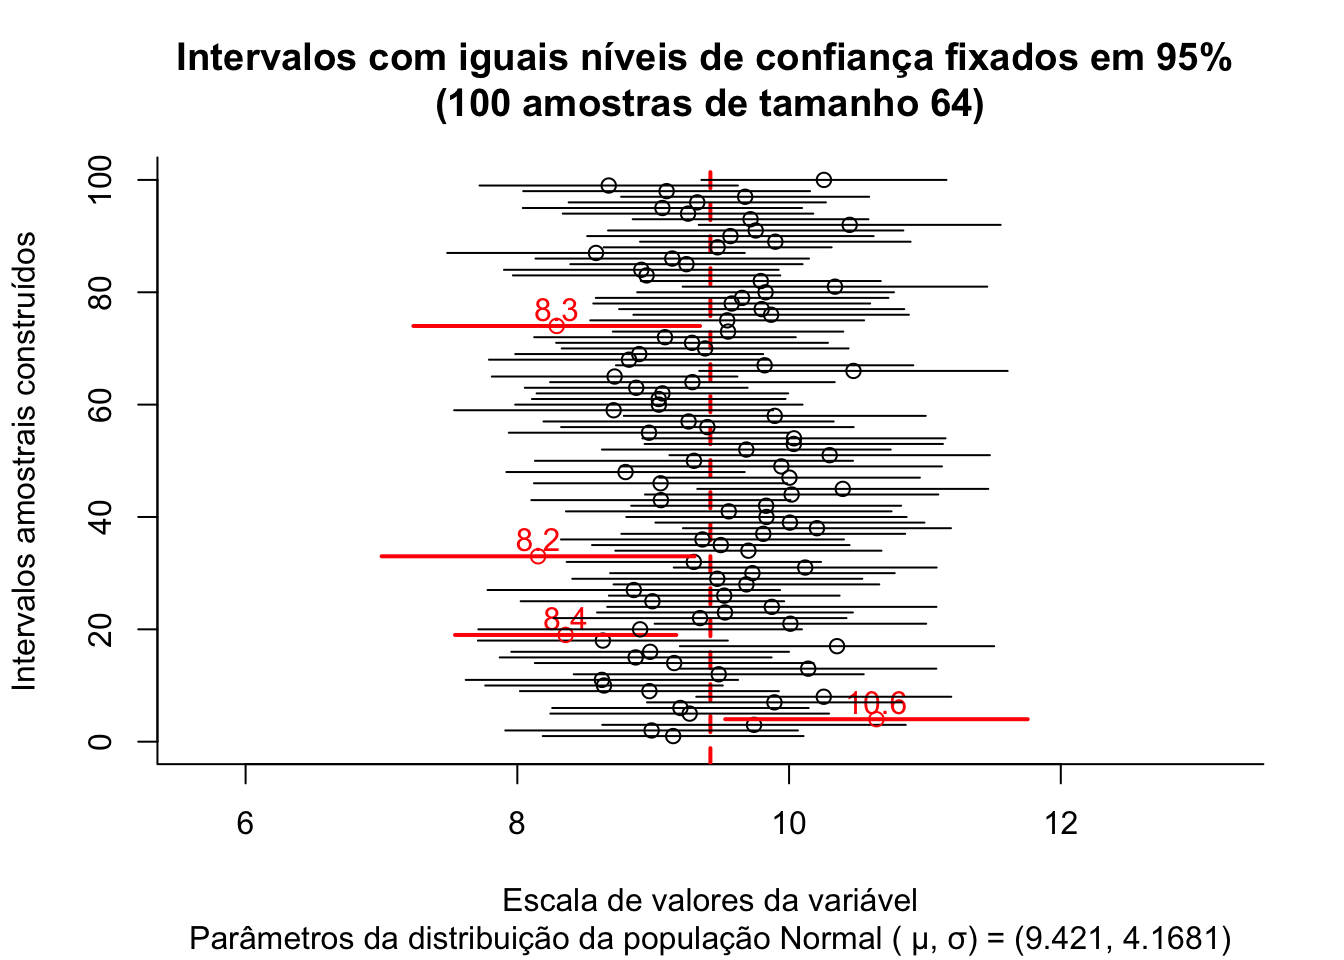 Intervalos com iguais níveis de confiança fixados em 95%
(100 amostras de tamanho 64)
Intervalos amostrais construídos
100
80
60
40
20
0
8.3
8.2
8.4
10.6
6
8
10
12
Escala de valores da variável
Parâmetros da distribuição da população Normal ( μ, σ) = (9.421, 4.1681)